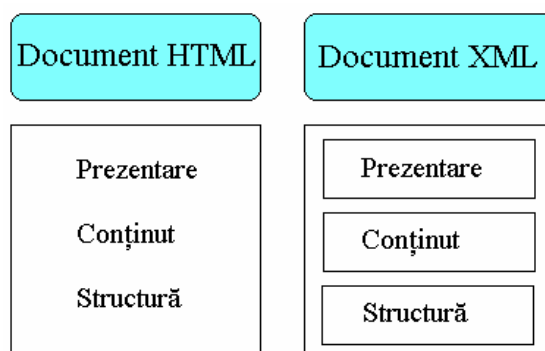 Document HTML
Document XML
Prezentare
Conținut
Structură
Prezentare
Conținut
Structură